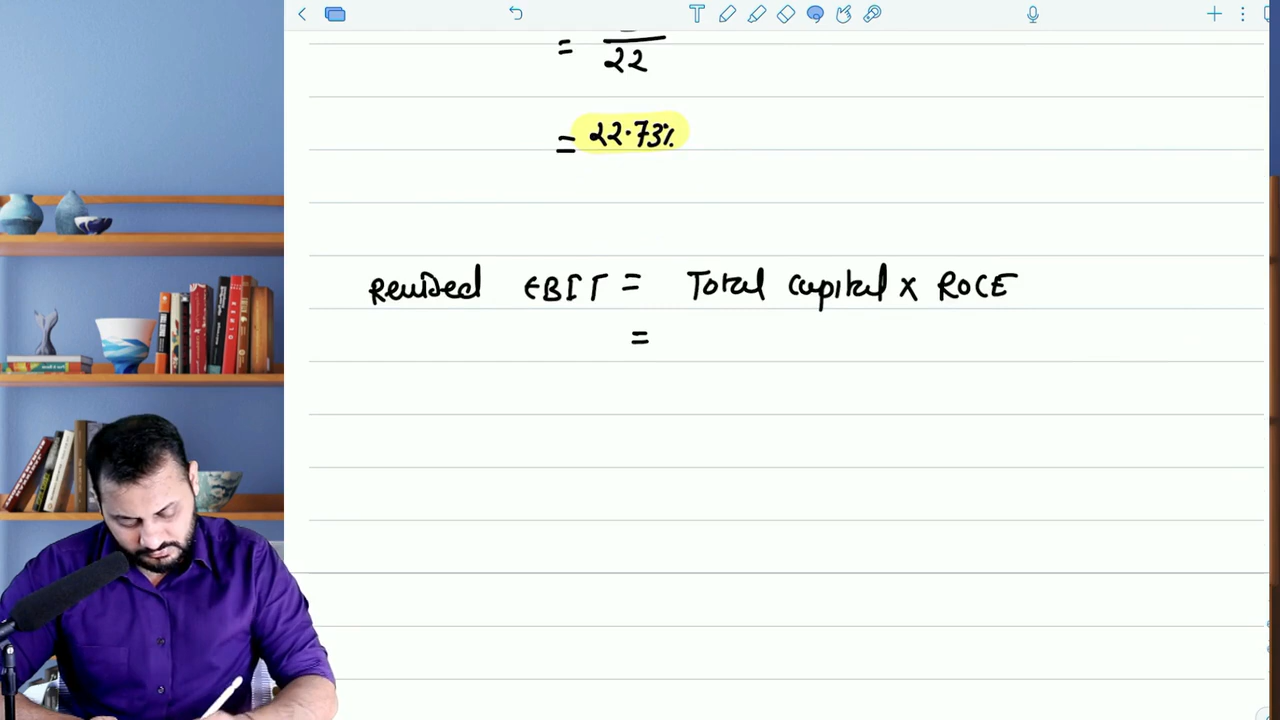 = 22
= 22.73%
Revised EBIT = Total capital x ROCE
=